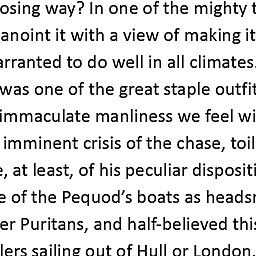 osing way? In one of the mighty t
anoint it with a view of making it
arranted to do well in all climates.
was one of the great staple outfit
immaculate manliness we feel wi
imminent crisis of the chase, toil
e, at least, of his peculiar dispositi
e of the Pequod’s boats as heads
er Puritans, and half-believed this
lers sailing out of Hull or London.